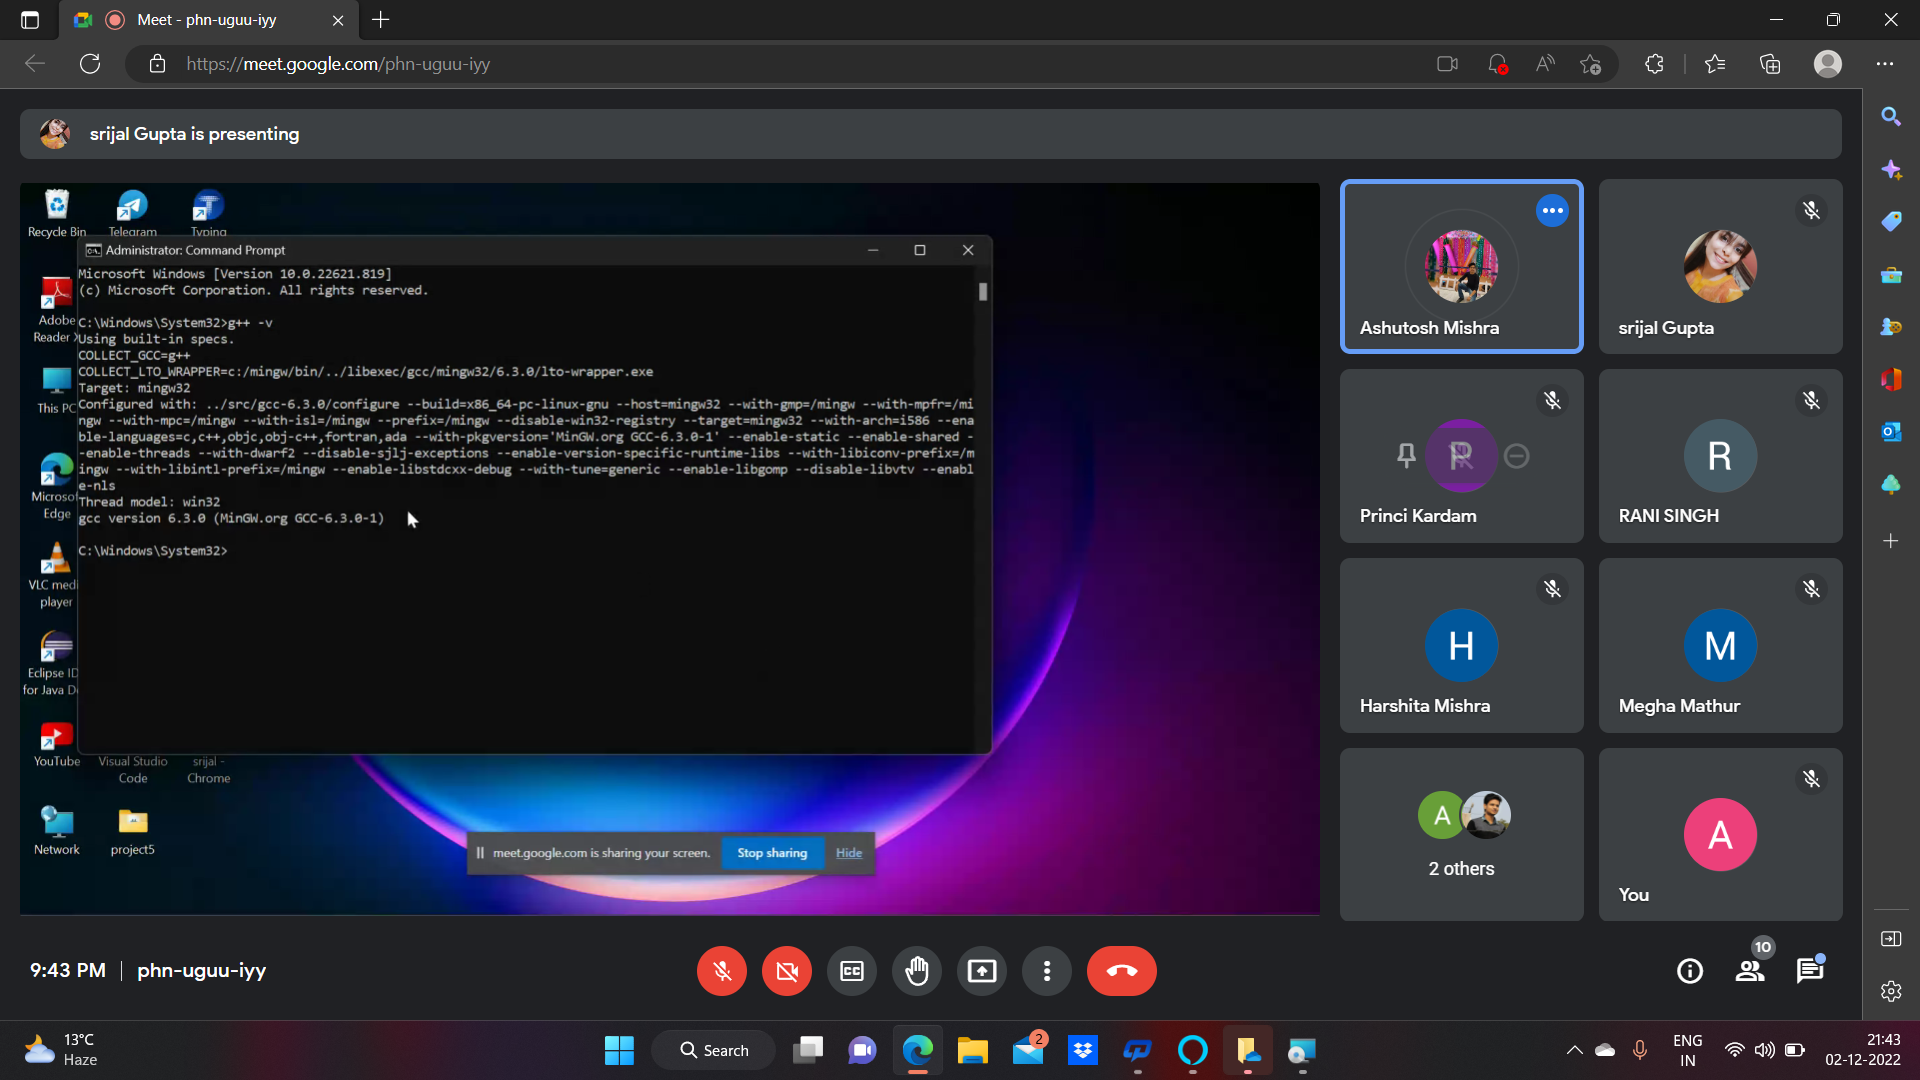 Meet - phn-uguu-iyy
https://meet.google.com/phn-uguu-iyy
srijal Gupta is presenting
Recycle Bin
Telegram
Typing
Administrator: Command Prompt
Microsoft Windows [Version 10.0.22621.819]
(c) Microsoft Corporation. All rights reserved.
C:\Windows\System32>g++ -v
Using built-in specs.
COLLECT_GCC=g++
COLLECT_LTO_WRAPPER=c:/mingw/bin/../libexec/gcc/mingw32/6.3.0/lto-wrapper.exe
Target: mingw32
Configured with: ../src/gcc-6.3.0/configure --build=x86_64-pc-linux-gnu --host=mingw32 --with-gmp=/mingw --with-mpfr=/mi
ngw --with-mpc=/mingw --with-isl=/mingw --prefix=/mingw --disable-win32-registry --target=mingw32 --with-arch=i586 --ena
ble-languages=c,c++,objc,obj-c++,fortran,ada --with-pkgversion='MinGW.org GCC-6.3.0-1' --enable-static --enable-shared -
-enable-threads --with-dwarf2 --disable-sjlj-exceptions --enable-version-specific-runtime-libs --with-libiconv-prefix=/m
ingw --with-libintl-prefix=/mingw --enable-libstdcxx-debug --with-tune=generic --enable-libgomp --disable-libvtv --enabl
e-nls
Thread model: win32
gcc version 6.3.0 (MinGW.org GCC-6.3.0-1)
C:\Windows\System32>
Adobe
Reader X
This PC
Microsof
Edge
VLC med
player
Eclipse ID
for Java D
YouTube
Visual Studio
Code
srijal -
Chrome
Network
project5
meet.google.com is sharing your screen.
Stop sharing
Hide
Ashutosh Mishra
srijal Gupta
P
Princi Kardam
R
RANI SINGH
H
Harshita Mishra
M
Megha Mathur
A
2 others
A
You
9:43 PM
phn-uguu-iyy
CC
10
13°C
Haze
Search
2
ENG
IN
21:43
02-12-2022